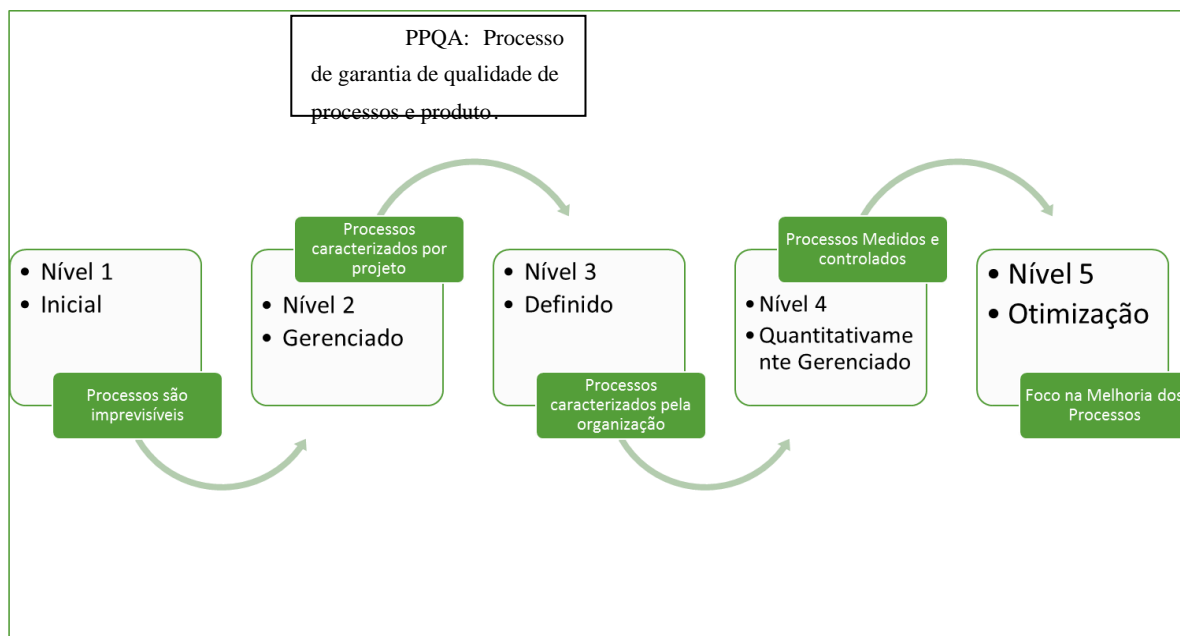 PPQA: Processo
de garantia de qualidade de
processos e produto.
• Nível 1
• Inicial
Processos são
imprevisíveis
Processos
caracterizados por
projeto
• Nível 2
• Gerenciado
• Nível 3
• Definido
Processos
caracterizados pela
organização
Processos Medidos e
controlados
• Nível 4
• Quantitativame
nte Gerenciado
• Nível 5
• Otimização
Foco na Melhoria dos
Processos